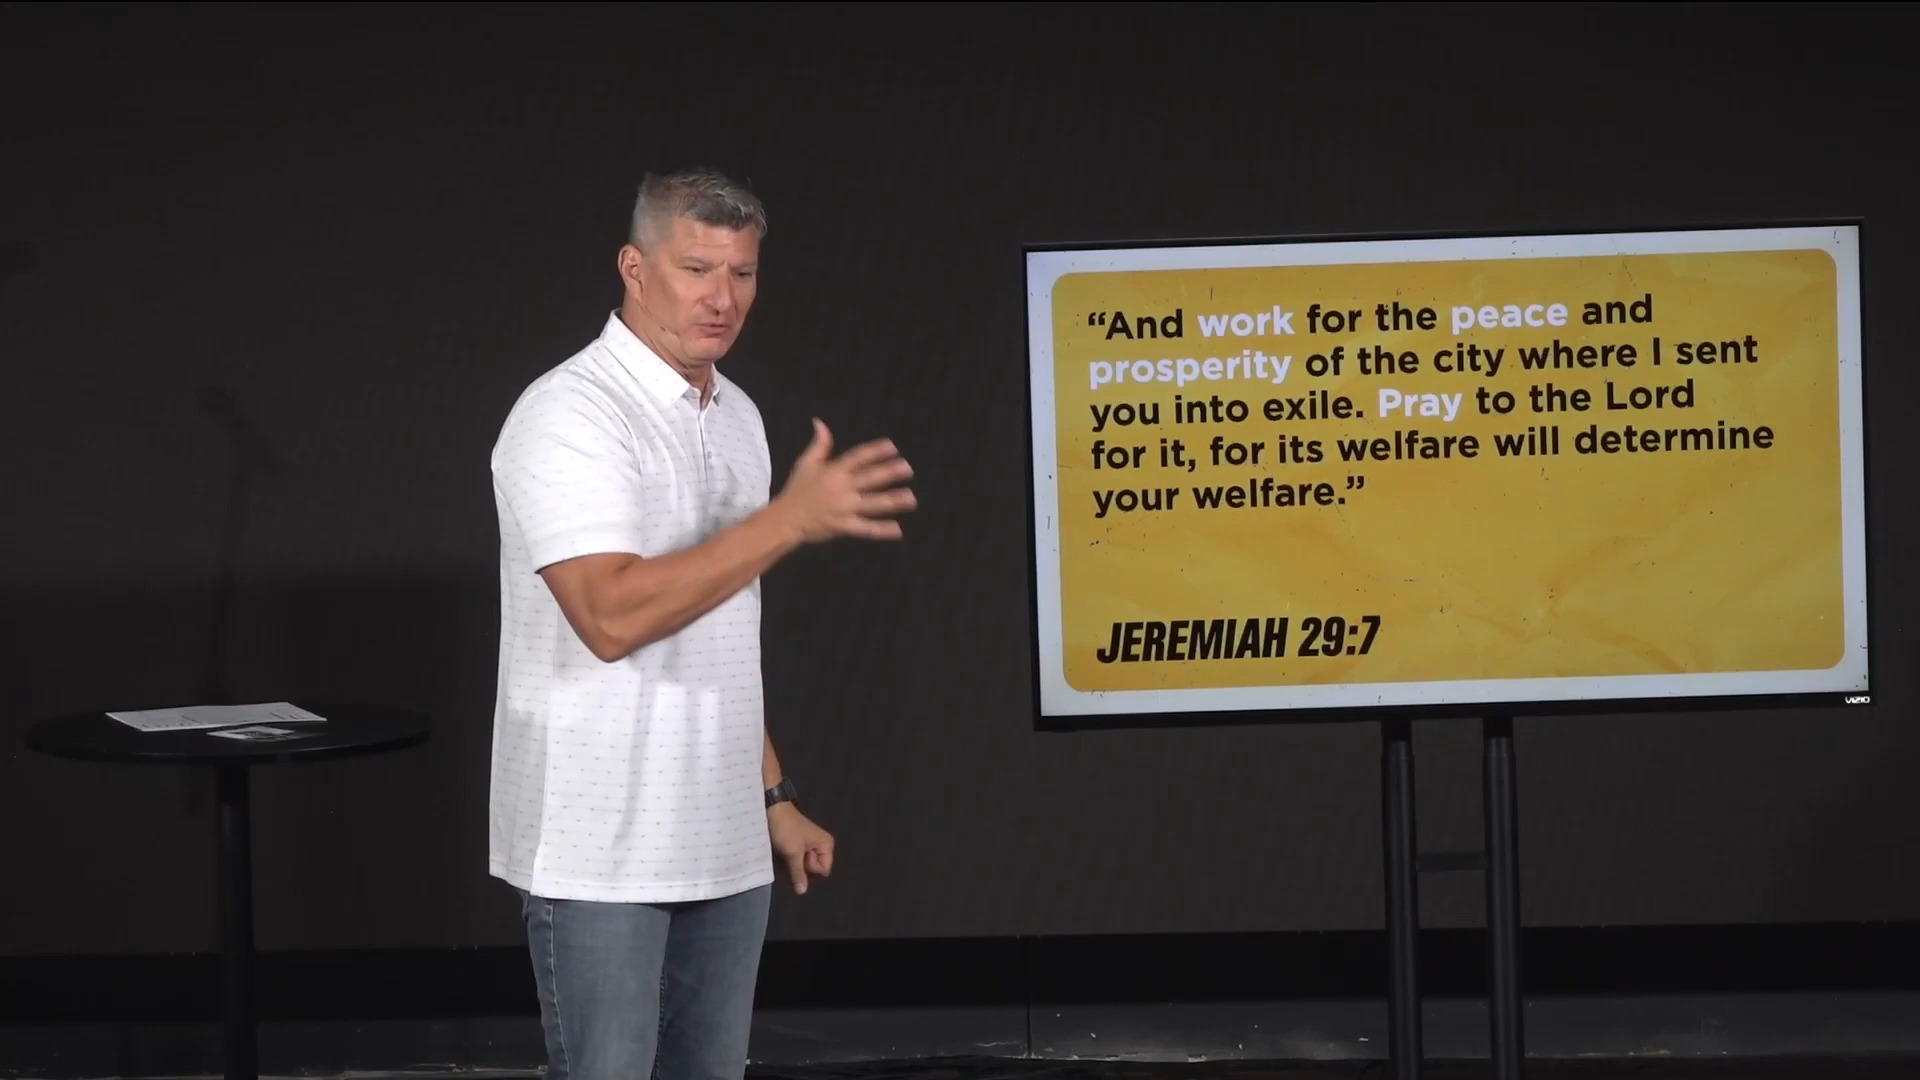 “And work for the peace and
prosperity of the city where I sent
you into exile. Pray to the Lord
for it, for its welfare will determine
your welfare.”
JEREMIAH 29:7
VIZIO